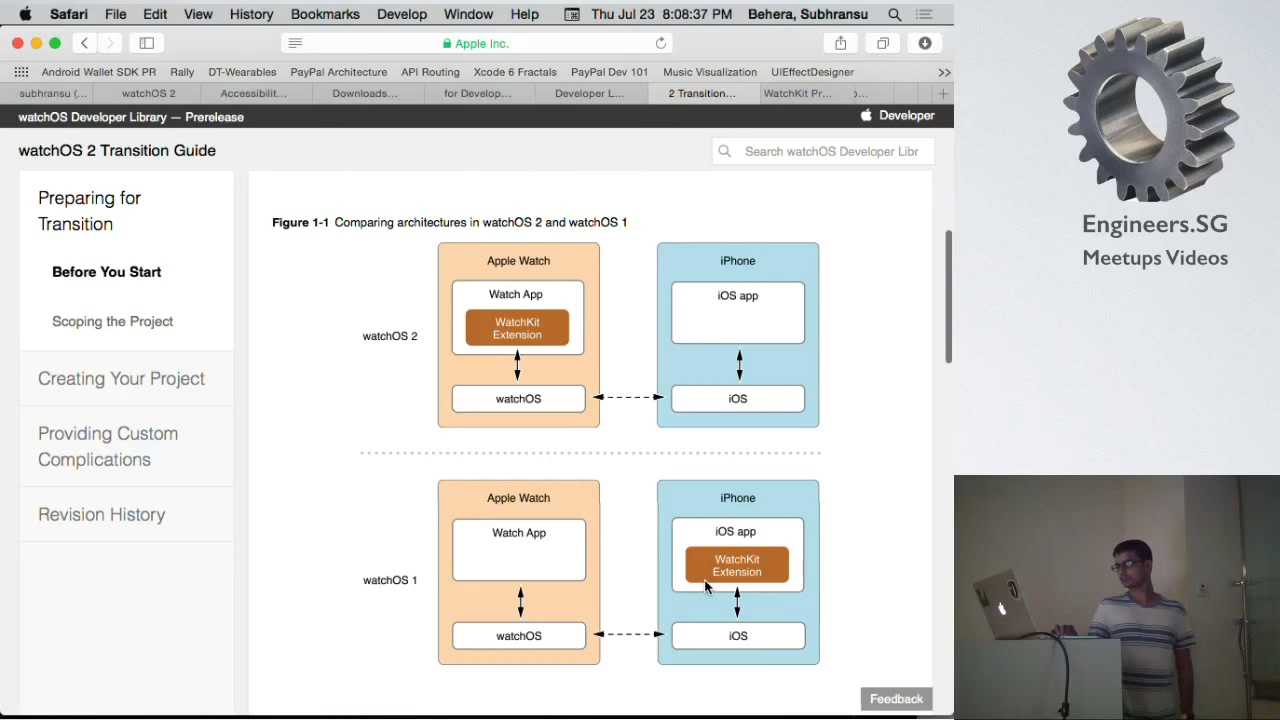 Safari File Edit View History Bookmarks Develop Window Help Thu Jul 23 8:08:37 PM Behera, Subhransu
Apple Inc.
Android Wallet SDK PR Rally DT-Wearables PayPal Architecture API Routing Xcode 6 Fractals PayPal Dev 101 Music Visualization UIEffectDesigner >>
subhransu (... watchOS 2 Accessibilit... Downloads... for Develop... Developer L... 2 Transition... WatchKit Pr... +
watchOS Developer Library — Prerelease
Developer
watchOS 2 Transition Guide
Search watchOS Developer Libr
Preparing for
Transition
Before You Start
Scoping the Project
Creating Your Project
Providing Custom
Complications
Revision History
Figure 1-1 Comparing architectures in watchOS 2 and watchOS 1
Apple Watch
iPhone
Watch App
iOS app
WatchKit
Extension
watchOS 2
watchOS
iOS
Apple Watch
iPhone
Watch App
iOS app
WatchKit
Extension
watchOS 1
watchOS
iOS
Feedback
Engineers.SG
Meetups Videos